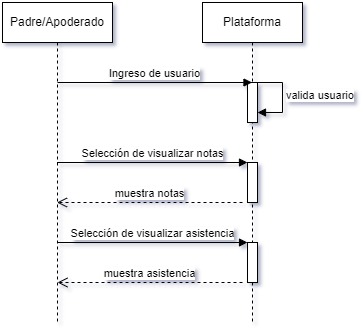 Padre/Apoderado
Plataforma
Ingreso de usuario
valida usuario
Selección de visualizar notas
muestra notas
Selección de visualizar asistencia
muestra asistencia